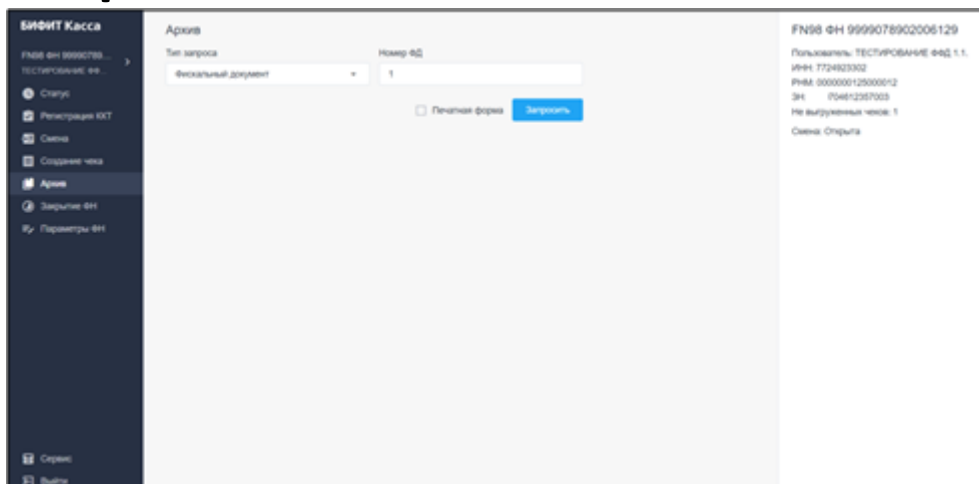 БИФИТ Касса
FN98 ФН 99990789...
ТЕСТИРОВАНИЕ ФФ...
Статус
Регистрация ККТ
Смена
Создание чека
Архив
Закрытие ФН
Параметры ФН
Сервис
Выйти
Архив
Тип запроса
Номер ФД
Фискальный документ
1
Печатная форма
Запросить
FN98 ФН 9999078902006129
Пользователь: ТЕСТИРОВАНИЕ ФФД 1.1.
ИНН: 7724923302
РНМ: 0000000125000012
ЗН:
Не выгруженных чеков: 1
Смена: Открыта